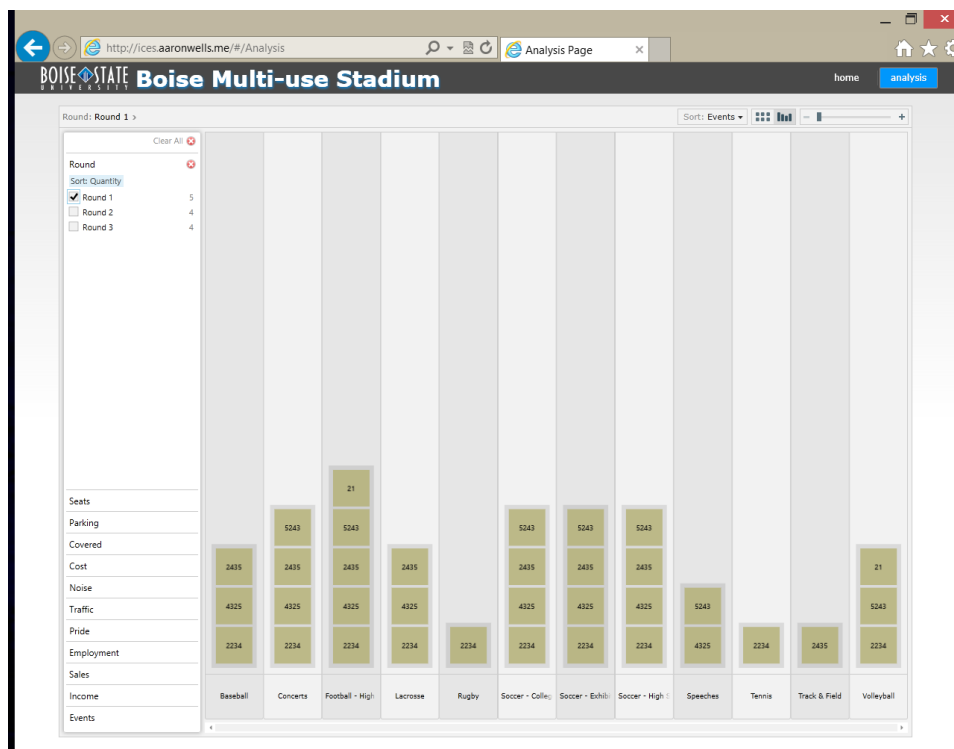 http://ices.aaronwells.me/#/Analysis
Analysis Page
BOISE STATE
UNIVERSITY
Boise Multi-use Stadium
home
analysis
Round: Round 1 >
Sort: Events
Clear All
Round
Sort: Quantity
Round 1 5
Round 2 4
Round 3 4
Seats
Parking
Covered
Cost
Noise
Traffic
Pride
Employment
Sales
Income
Events
21
5243 5243 5243 5243 5243
2435 2435 2435 2435 2435 2435 2435 21
4325 4325 4325 4325 4325 4325 4325 5243 5243
2234 2234 2234 2234 2234 2234 2234 2234 4325 2234 2435 2234
Baseball Concerts Football - High Lacrosse Rugby Soccer - Colleg Soccer - Exhibi Soccer - High S Speeches Tennis Track & Field Volleyball